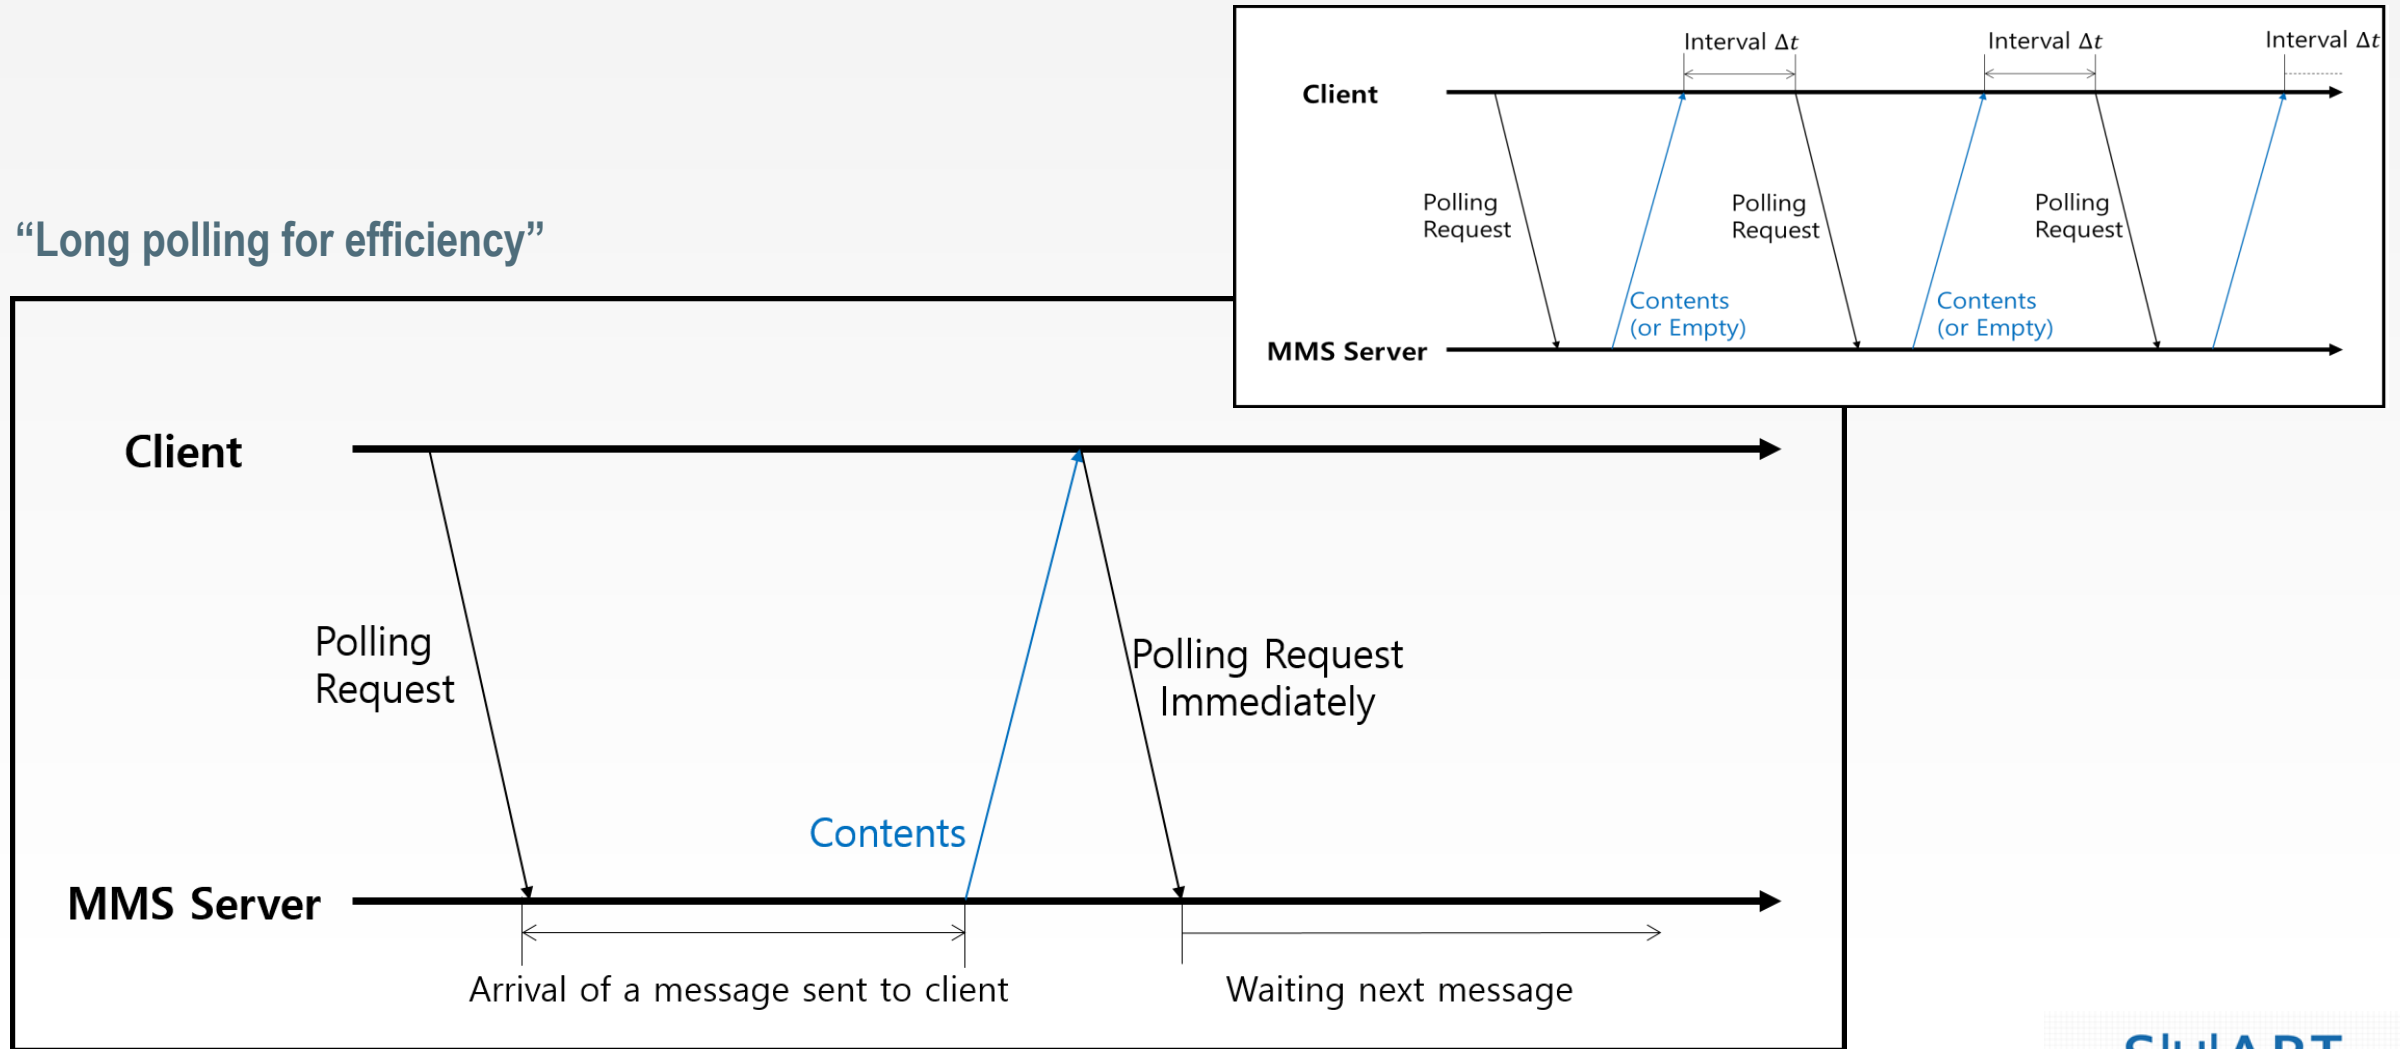 Interval Δt
Interval Δt
Interval Δt
Client
Polling
Request
Polling
Request
Polling
Request
Contents
(or Empty)
Contents
(or Empty)
MMS Server
“Long polling for efficiency”
Client
Polling
Request
Polling Request
Immediately
Contents
MMS Server
Arrival of a message sent to client
Waiting next message